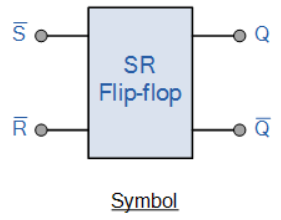 S̅ Q
SR
Flip-flop
R̅ Q̅
Symbol